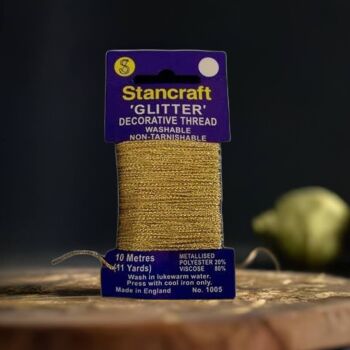 S
Stancraft
'GLITTER'
DECORATIVE THREAD
WASHABLE
NON-TARNISHABLE
10 Metres
(11 Yards)
METALLISED
POLYESTER 20%
VISCOSE 80%
Wash in lukewarm water.
Press with cool iron only.
Made in England
No. 1005